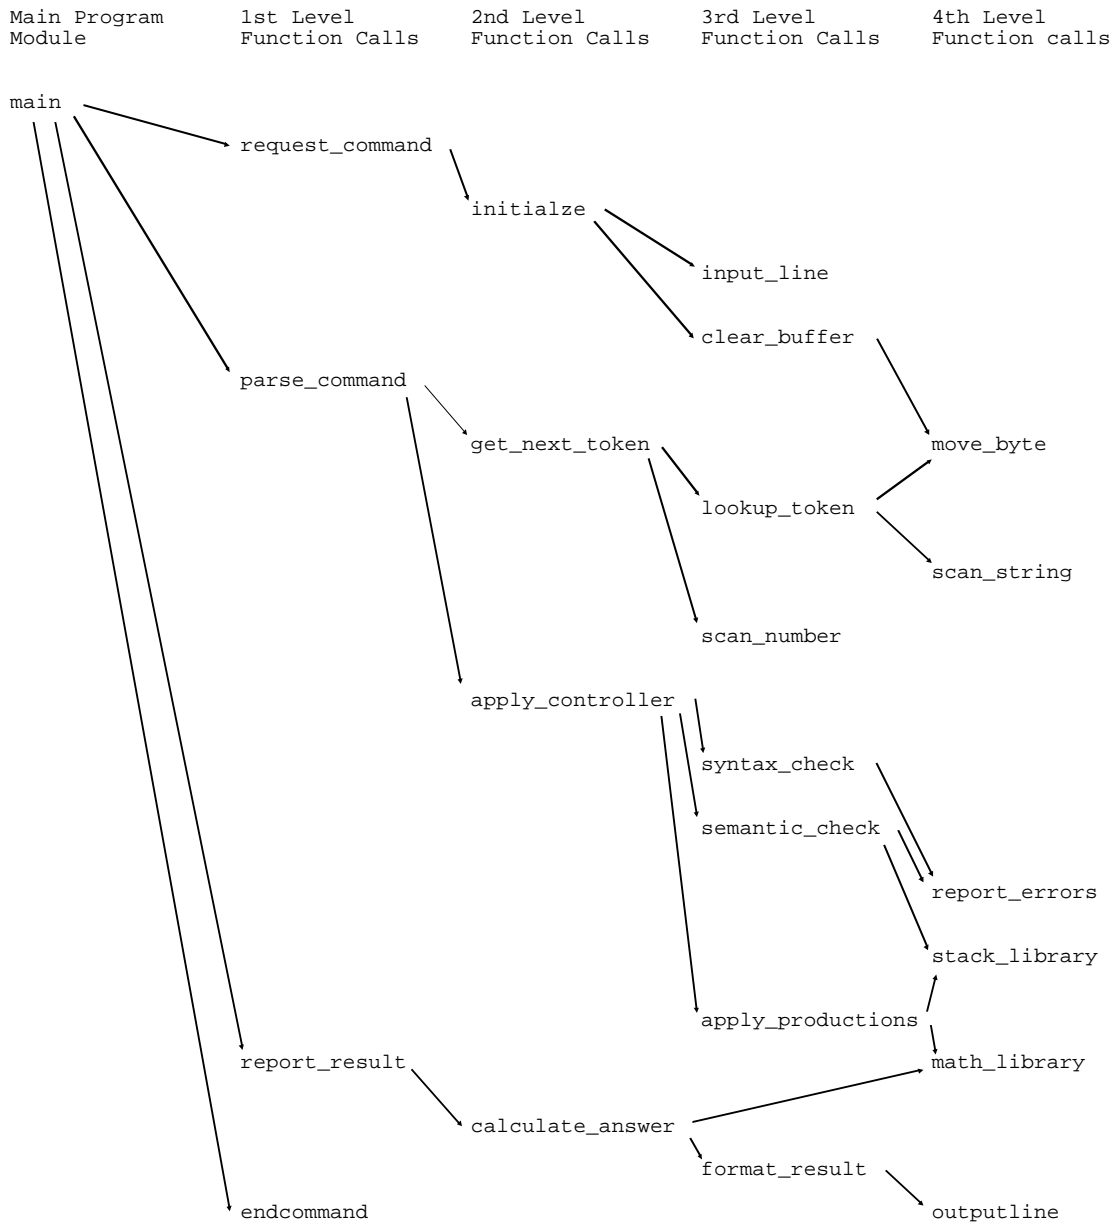 Main Program Module
1st Level Function Calls
2nd Level Function Calls
3rd Level Function Calls
4th Level Function calls
main
request_command
initialze
input_line
clear_buffer
parse_command
get_next_token
move_byte
lookup_token
scan_string
scan_number
apply_controller
syntax_check
semantic_check
report_errors
stack_library
apply_productions
report_result
math_library
calculate_answer
format_result
endcommand
outputline